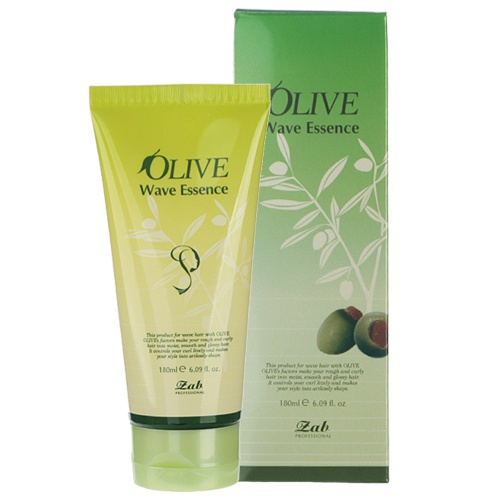 OLIVE
Wave Essence
This product for wave hair with OLIVE
OLIVE's factors make your rough and curly
hair into moist, smooth and glossy hair
It controls your curl lively and makes
your style into artlessly shape.
180ml ℮ 6.09 fl. oz.
Zab
PROFESSIONAL
OLIVE
Wave Essence
This product for wave hair with OLIVE
OLIVE's factors make your rough and curly
hair into moist, smooth and glossy hair
It controls your curl lively and makes
your style into artlessly shape.
180ml ℮ 6.09 fl. oz.
Zab
PROFESSIONAL